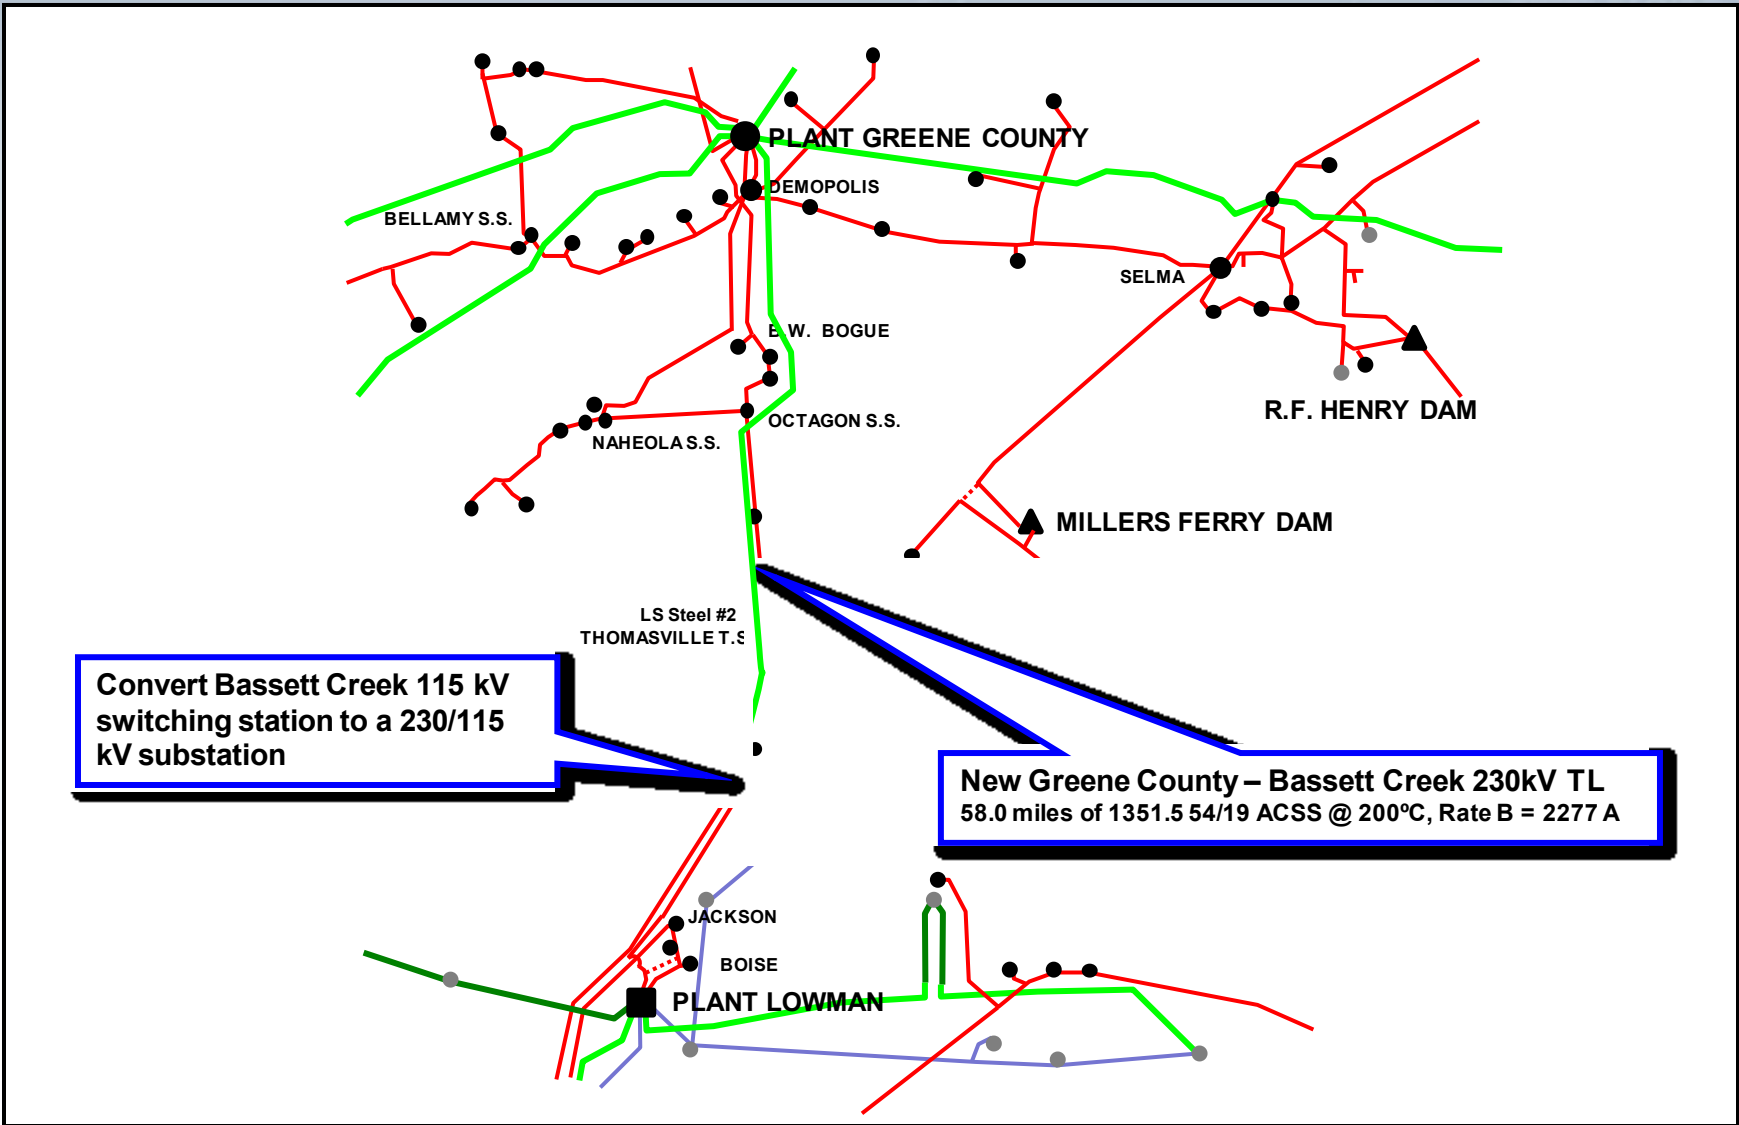 PLANT GREENE COUNTY
DEMOPOLIS
BELLAMY S.S.
SELMA
B.W. BOGUE
R.F. HENRY DAM
OCTAGON S.S.
NAHEOLA S.S.
MILLERS FERRY DAM
LS Steel #2
THOMASVILLE T.S
Convert Bassett Creek 115 kV
switching station to a 230/115
kV substation
New Greene County – Bassett Creek 230kV TL
58.0 miles of 1351.5 54/19 ACSS @ 200ºC, Rate B = 2277 A
JACKSON
BOISE
PLANT LOWMAN